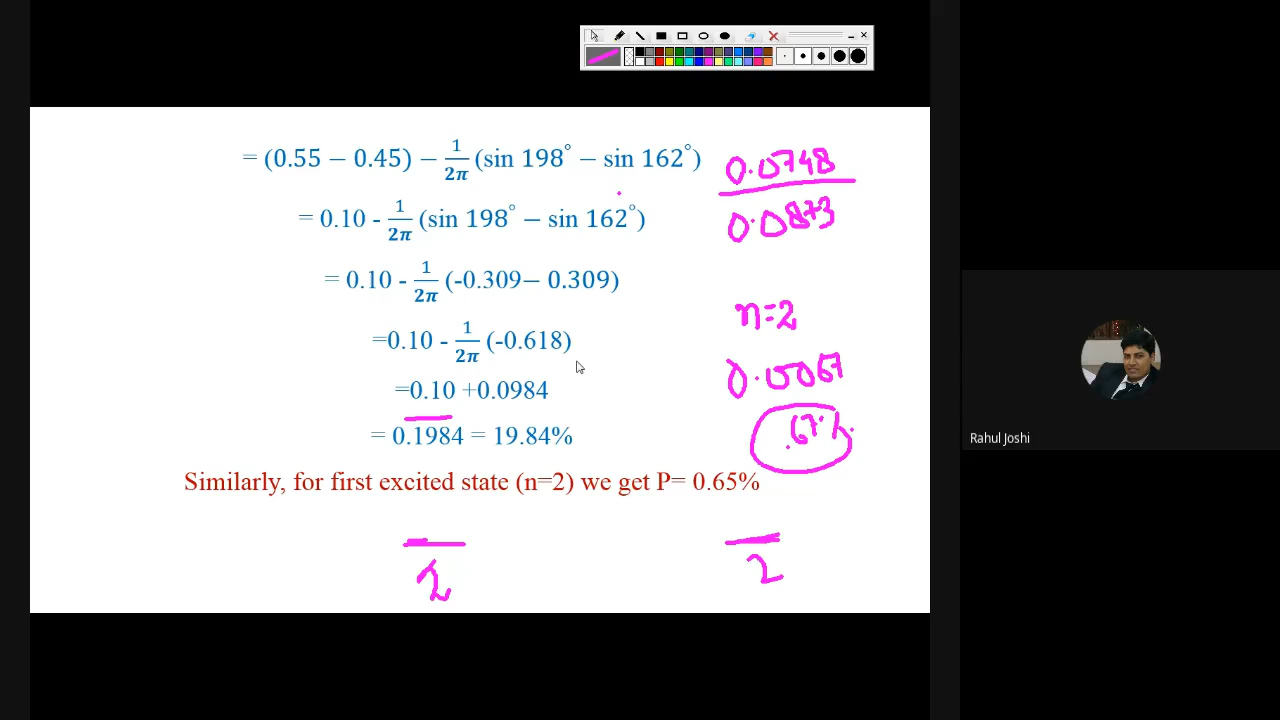 = (0.55 − 0.45) − 1/2π (sin 198° − sin 162°)
0.0748
= 0.10 - 1/2π (sin 198° − sin 162°)
0.0873
= 0.10 - 1/2π (-0.309− 0.309)
n=2
=0.10 - 1/2π (-0.618)
0.0067
=0.10 +0.0984
.67%
= 0.1984 = 19.84%
Similarly, for first excited state (n=2) we get P= 0.65%
2
2
Rahul Joshi